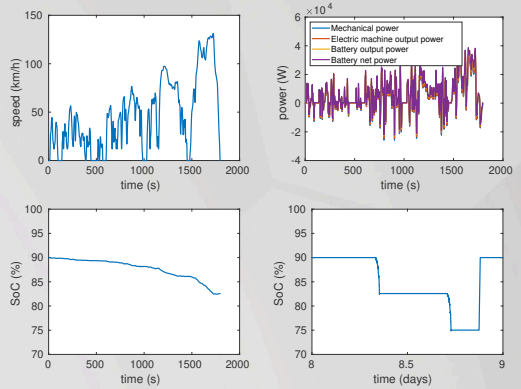 150
100
50
0
speed (km/h)
0 500 1000 1500 2000
time (s)
×10⁴
6
4
2
0
-2
-4
power (W)
Mechanical power
Electric machine output power
Battery output power
Battery net power
0 500 1000 1500 2000
time (s)
100
95
90
85
80
75
70
SoC (%)
0 500 1000 1500 2000
time (s)
100
95
90
85
80
75
70
SoC (%)
8 8.5 9
time (days)